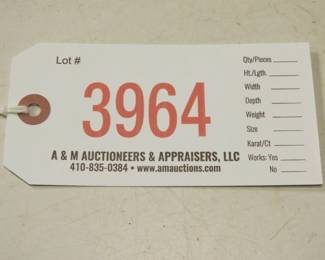 Lot #
3964
A & M AUCTIONEERS & APPRAISERS, LLC
410-835-0384 • www.amauctions.com
Qty/Pieces
Ht./Lgth
Width
Depth
Weight
Size
Karat/Ct
Works: Yes
No